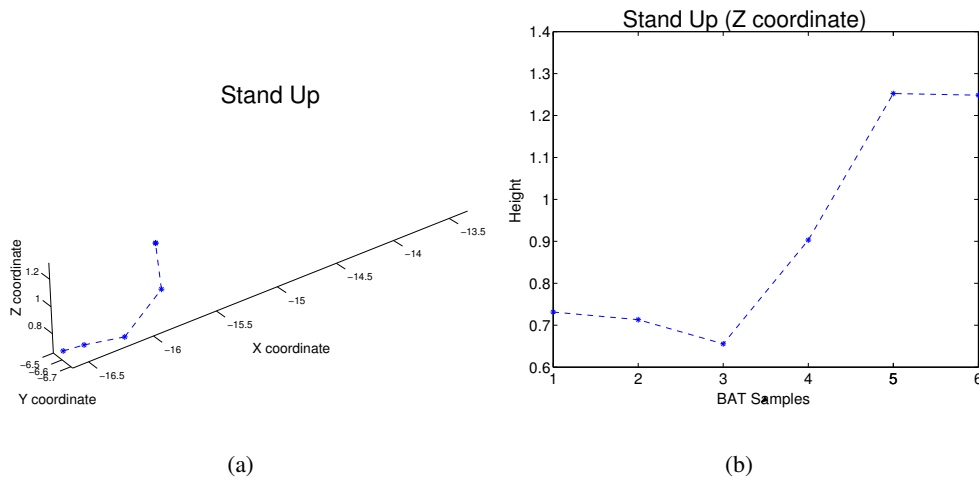 Stand Up
Z coordinate
1.2
1
0.8
−6.5
−6.6
−6.7
Y coordinate
−16.5
−16
−15.5
−15
−14.5
−14
−13.5
X coordinate
(a)
Stand Up (Z coordinate)
Height
1.4
1.3
1.2
1.1
1
0.9
0.8
0.7
0.6
1 2 3 4 5 6
BAT Samples
(b)